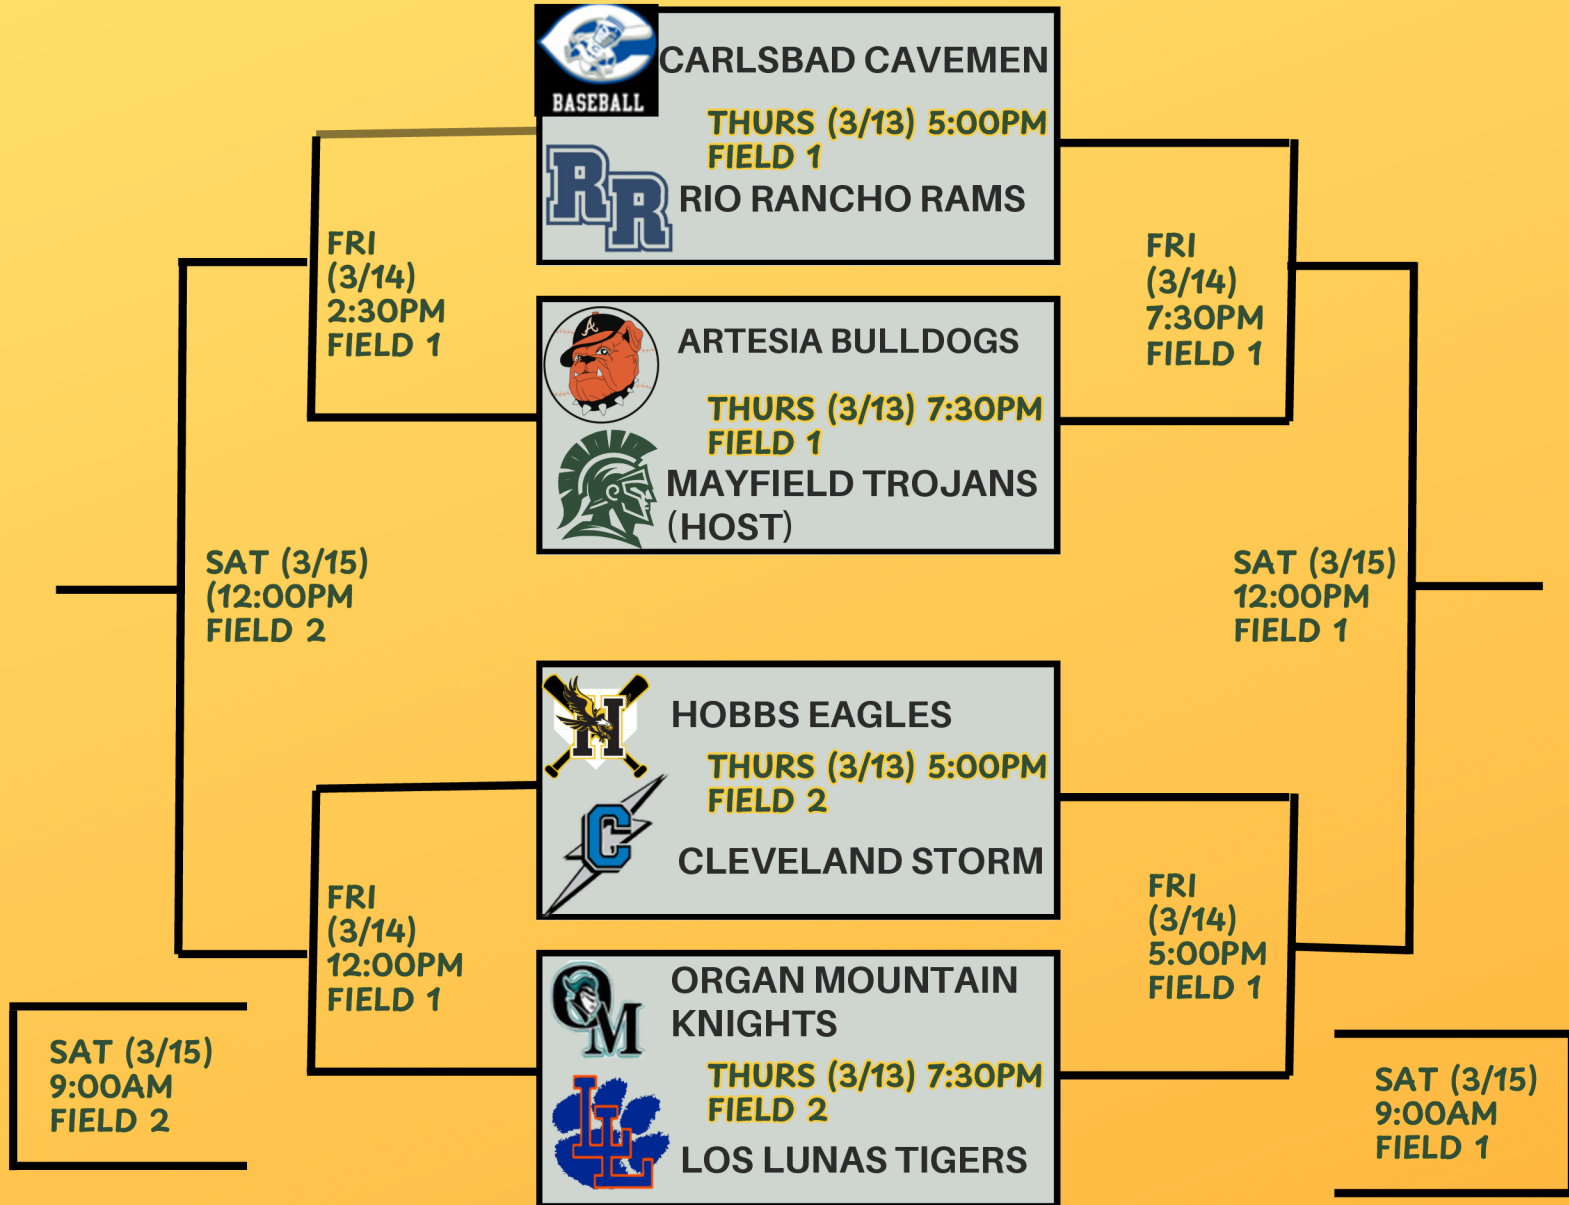 BASEBALL
CARLSBAD CAVEMEN
THURS (3/13) 5:00PM
FIELD 1
RR
RIO RANCHO RAMS
FRI
(3/14)
2:30PM
FIELD 1
FRI
(3/14)
7:30PM
FIELD 1
A
ARTESIA BULLDOGS
THURS (3/13) 7:30PM
FIELD 1
MAYFIELD TROJANS
(HOST)
SAT (3/15)
(12:00PM
FIELD 2
SAT (3/15)
12:00PM
FIELD 1
H
HOBBS EAGLES
THURS (3/13) 5:00PM
FIELD 2
C
CLEVELAND STORM
FRI
(3/14)
12:00PM
FIELD 1
FRI
(3/14)
5:00PM
FIELD 1
OM
ORGAN MOUNTAIN
KNIGHTS
THURS (3/13) 7:30PM
FIELD 2
LL
LOS LUNAS TIGERS
SAT (3/15)
9:00AM
FIELD 2
SAT (3/15)
9:00AM
FIELD 1